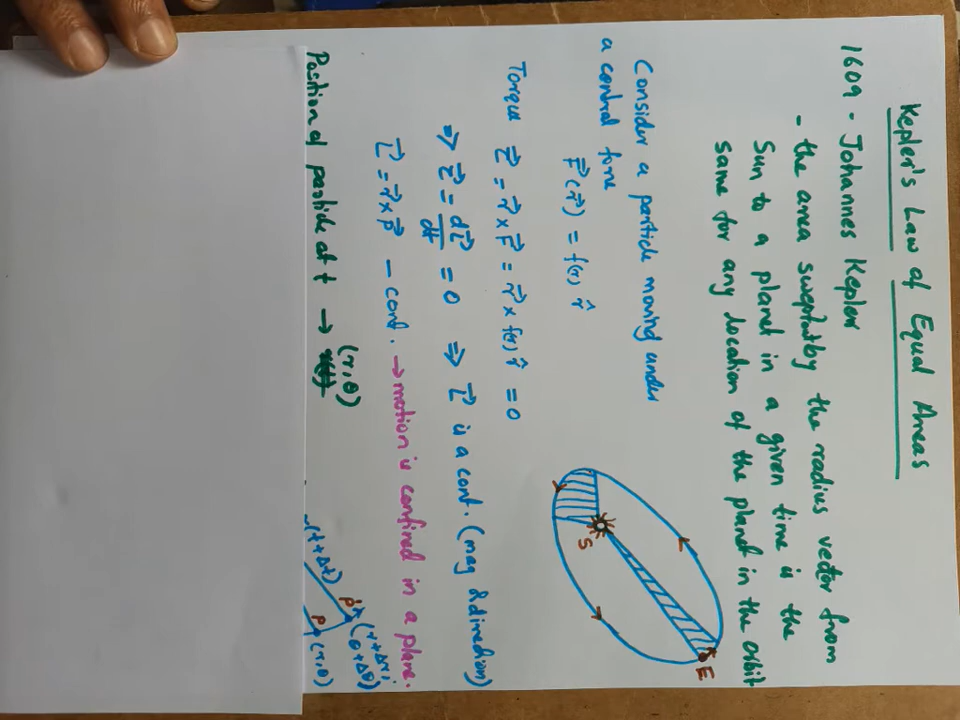 Kepler's Law of Equal Areas
1609 - Johannes Kepler
- the area swept by the radius vector from
Sun to a planet in a given time is the
same for any location of the planet in the orbit
S
E
Consider a particle moving under
a central force
F⃗(r⃗) = f(r) r̂
Torque τ⃗ = r⃗ × F⃗ = r⃗ × f(r) r̂ = 0
⇒ τ⃗ = dL⃗/dt = 0 ⇒ L⃗ is a cont. (mag & direction)
L⃗ = r⃗ × p⃗ - cont. → motion is confined in a plane.
Position of particle at t → (r, θ)
(t+Δt)
P' (r+Δr, θ+Δθ)
P (r, θ)